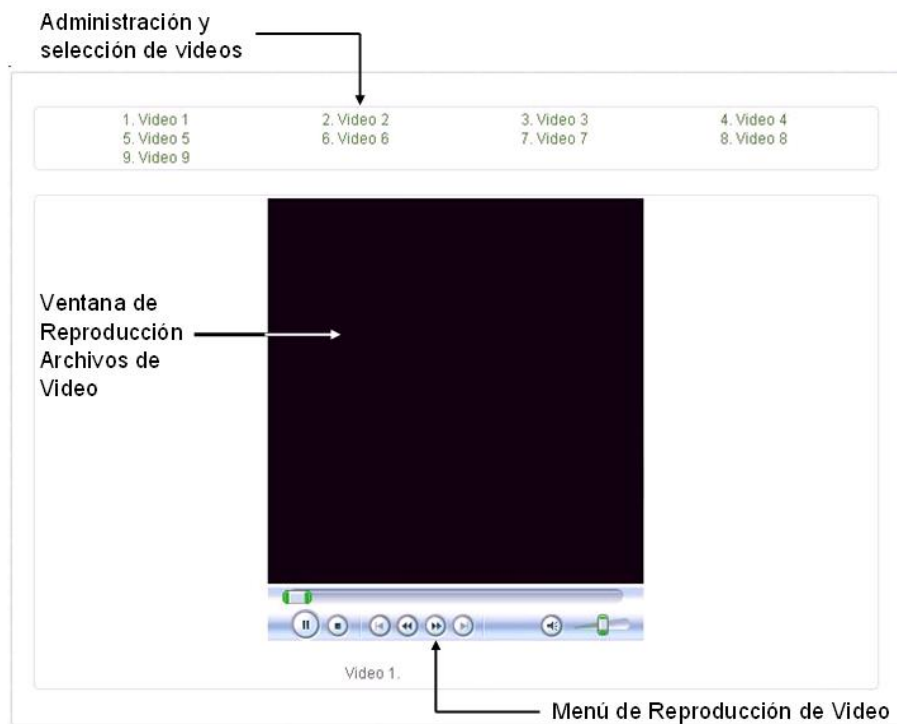 Administración y
selección de videos
1. Video 1 2. Video 2 3. Video 3 4. Video 4
5. Video 5 6. Video 6 7. Video 7 8. Video 8
9. Video 9
Ventana de
Reproducción
Archivos de
Video
Video 1.
Menú de Reproducción de Video